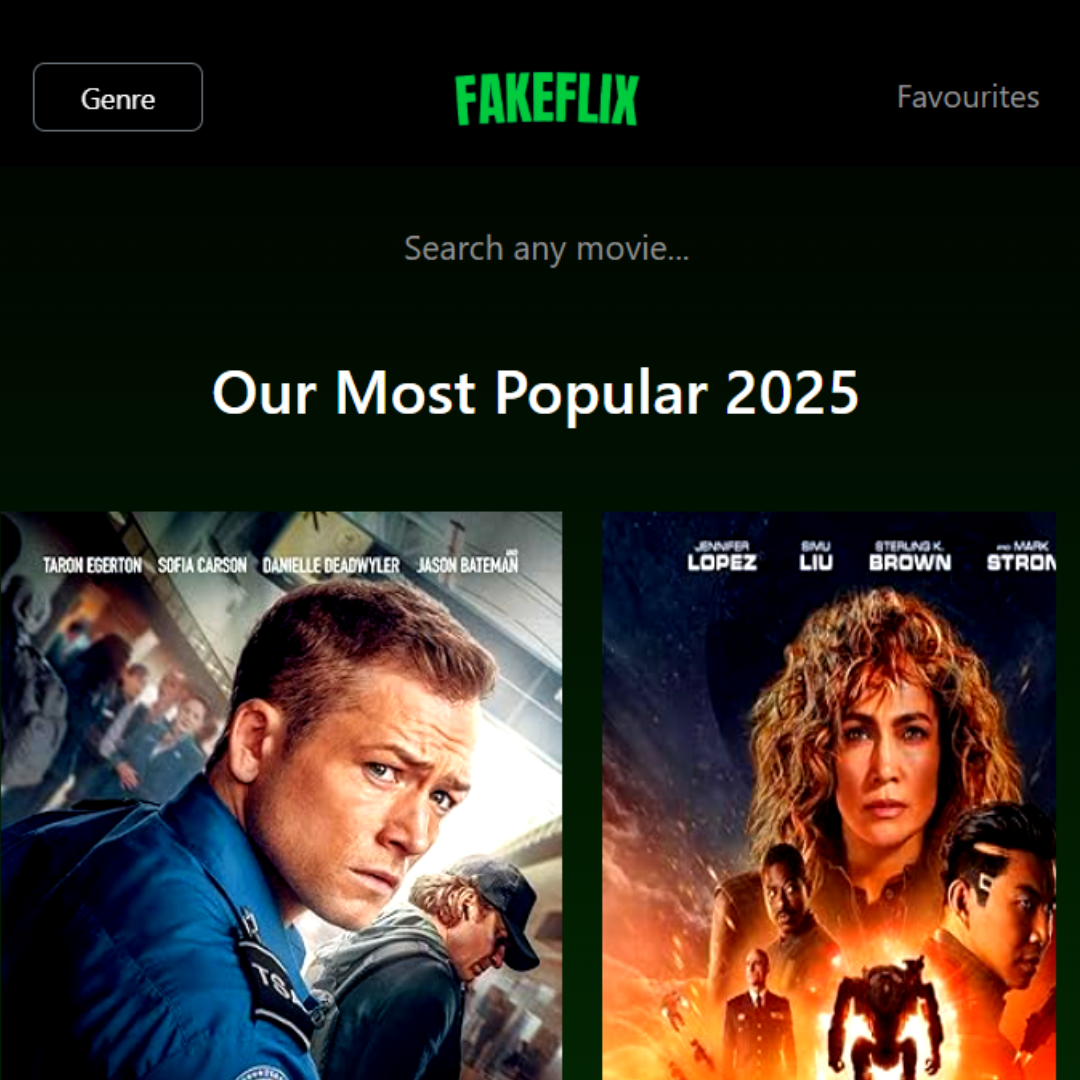 Genre
FAKEFLIX
Favourites
Search any movie...
Our Most Popular 2025
TARON EGERTON SOFIA CARSON DANIELLE DEADWYLER AND JASON BATEMAN
JENNIFER LOPEZ SIMU LIU STERLING K. BROWN AND MARK STRON
TSA